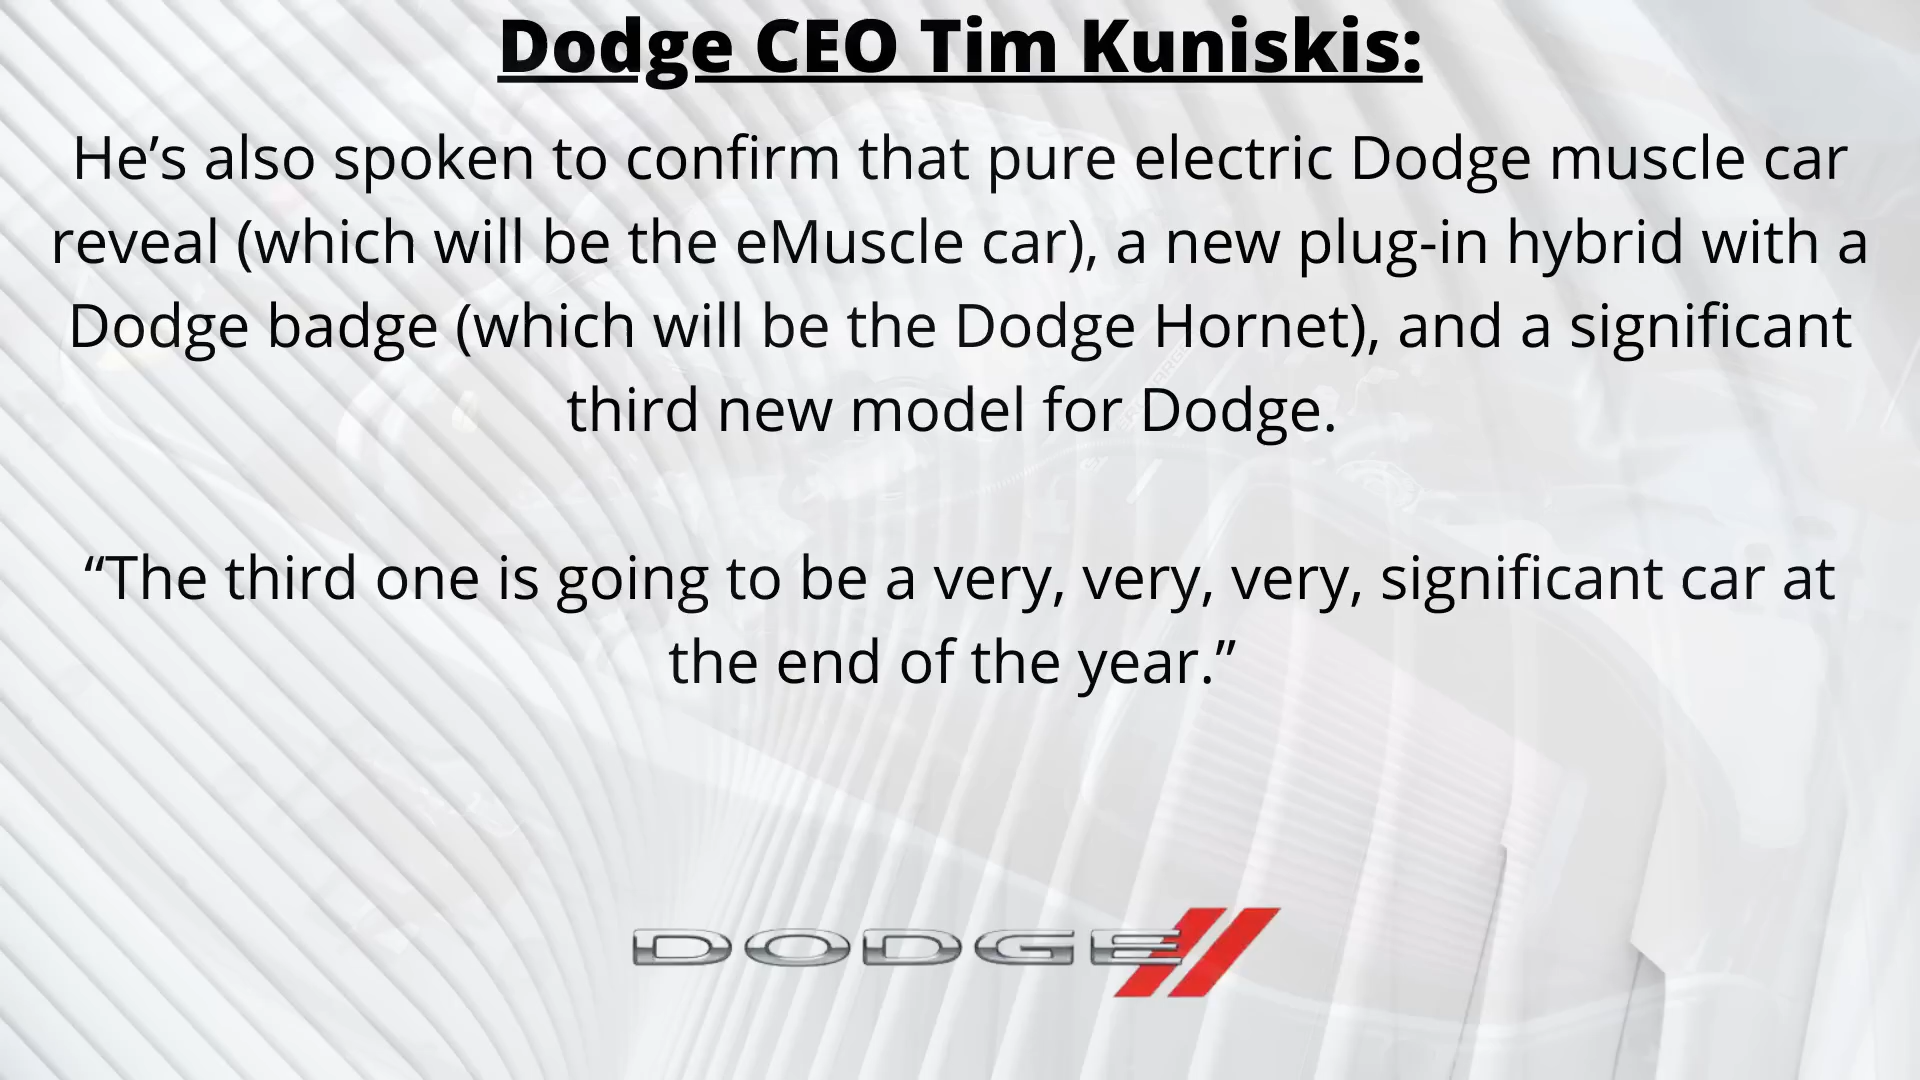 Dodge CEO Tim Kuniskis:
He’s also spoken to confirm that pure electric Dodge muscle car
reveal (which will be the eMuscle car), a new plug-in hybrid with a
Dodge badge (which will be the Dodge Hornet), and a significant
third new model for Dodge.
“The third one is going to be a very, very, very, significant car at
the end of the year.”
DODGE